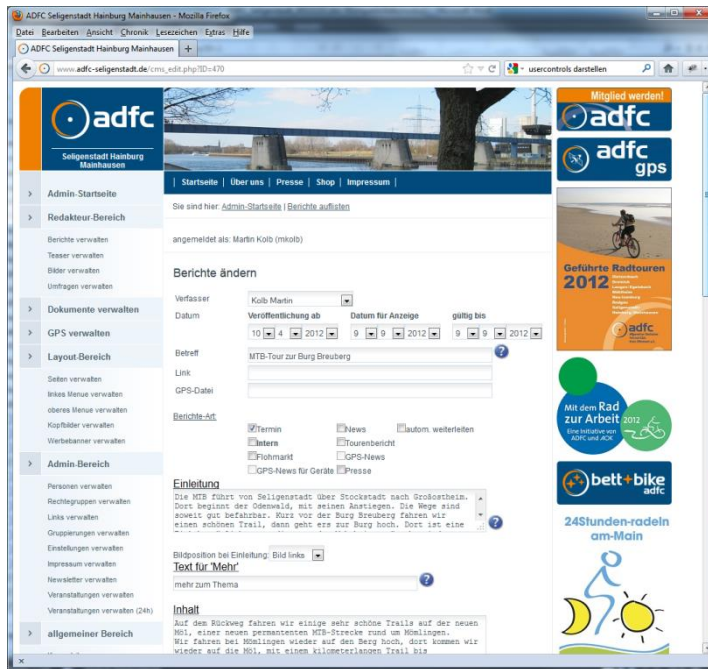 ADFC Seligenstadt Hainburg Mainhausen - Mozilla Firefox
Datei Bearbeiten Ansicht Chronik Lesezeichen Extras Hilfe
ADFC Seligenstadt Hainburg Mainhausen +
www.adfc-seligenstadt.de/cms_edit.php?ID=470
usercontrols darstellen
adfc
Seligenstadt Hainburg
Mainhausen
| Startseite | Über uns | Presse | Shop | Impressum |
Sie sind hier: Admin-Startseite | Berichte auflisten
angemeldet als: Martin Kolb (mkolb)
Admin-Startseite
Redakteur-Bereich
Berichte verwalten
Teaser verwalten
Bilder verwalten
Umfragen verwalten
Dokumente verwalten
GPS verwalten
Layout-Bereich
Seiten verwalten
linkes Menue verwalten
oberes Menue verwalten
Kopfbilder verwalten
Werbebanner verwalten
Admin-Bereich
Personen verwalten
Rechtegruppen verwalten
Links verwalten
Gruppierungen verwalten
Einstellungen verwalten
Impressum verwalten
Newsletter verwalten
Veranstaltungen verwalten
Veranstaltungen verwalten (24h)
allgemeiner Bereich
Berichte ändern
Verfasser Kolb Martin
Datum Veröffentlichung ab Datum für Anzeige gültig bis
10 4 2012 9 9 2012 9 9 2012
Betreff MTB-Tour zur Burg Breuberg ?
Link
GPS-Datei
Berichte-Art:
Termin News autom. weiterleiten
Intern Tourenbericht
Flohmarkt GPS-News
GPS-News für Geräte Presse
Einleitung
Die MTB führt von Seligenstadt über Stockstadt nach Großostheim.
Dort beginnt der Odenwald, mit seinen Anstiegen. Die Wege sind
soweit gut befahrbar. Kurz vor der Burg Breuberg fahren wir
einen schönen Trail, dann geht ers zur Burg hoch. Dort ist eine
?
Bildposition bei Einleitung: Bild links
Text für 'Mehr'
mehr zum Thema ?
Inhalt
Auf dem Rückweg fahren wir einige sehr schöne Trails auf der neuen
Möl, einer neuen permanenten MTB-Strecke rund um Mömlingen.
Wir fahren bei Mömlingen wieder auf den Berg hoch, dort kommen wir
wieder auf die Möl, mit einem kilometerlangen Trail bis
Mitglied werden!
adfc
adfc
gps
Geführte Radtouren
2012
adfc
Mit dem Rad
zur Arbeit 2012
Eine Initiative von
ADFC und AOK
bett+bike
adfc
24Stunden-radeln
am-Main